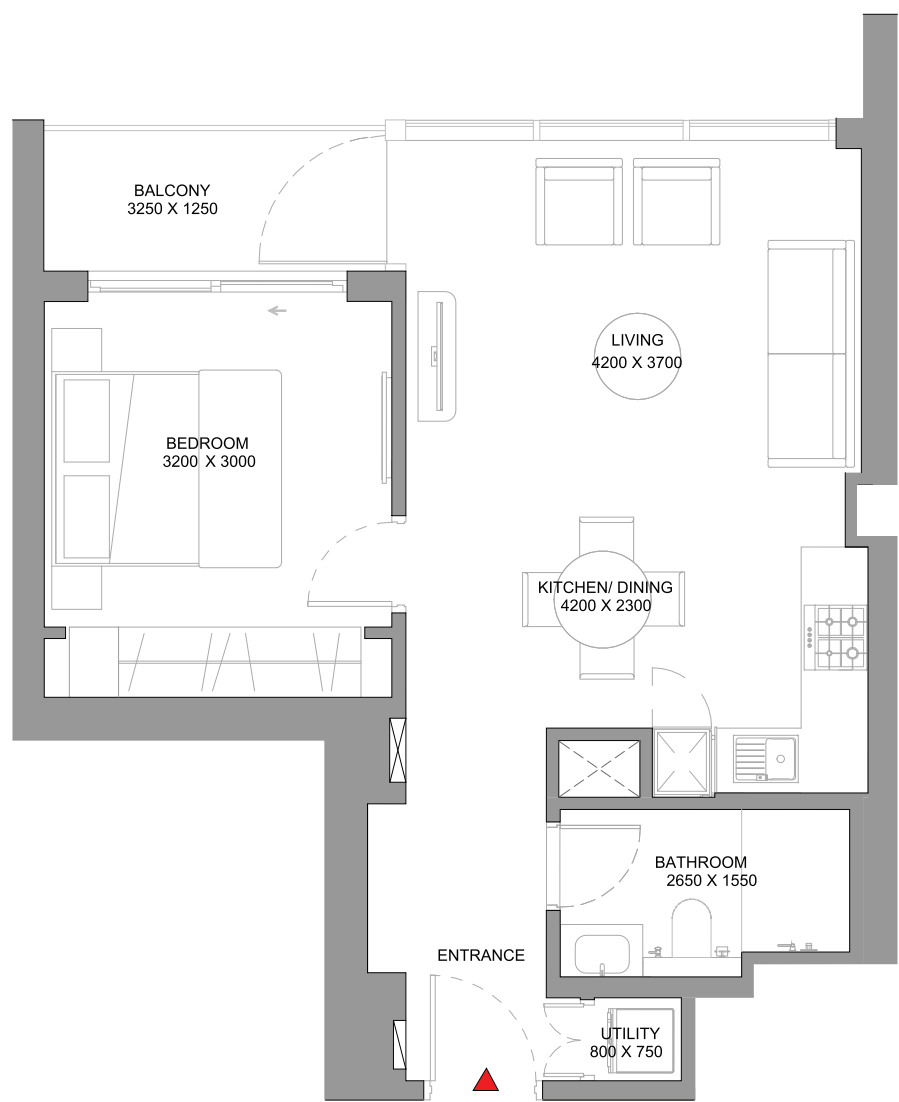 BALCONY
3250 X 1250
LIVING
4200 X 3700
BEDROOM
3200 X 3000
KITCHEN/ DINING
4200 X 2300
BATHROOM
2650 X 1550
ENTRANCE
UTILITY
800 X 750